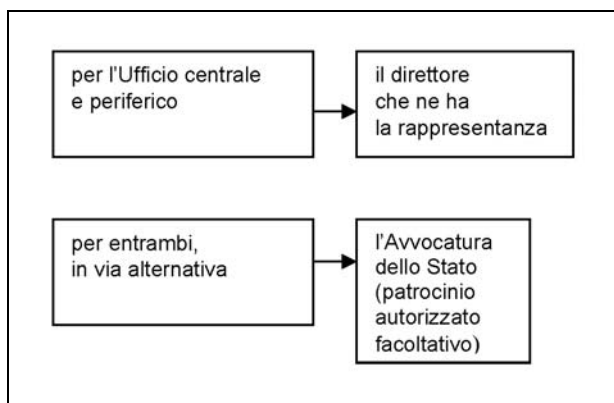 per l'Ufficio centrale
e periferico
il direttore
che ne ha
la rappresentanza
per entrambi,
in via alternativa
l'Avvocatura
dello Stato
(patrocinio
autorizzato
facoltativo)